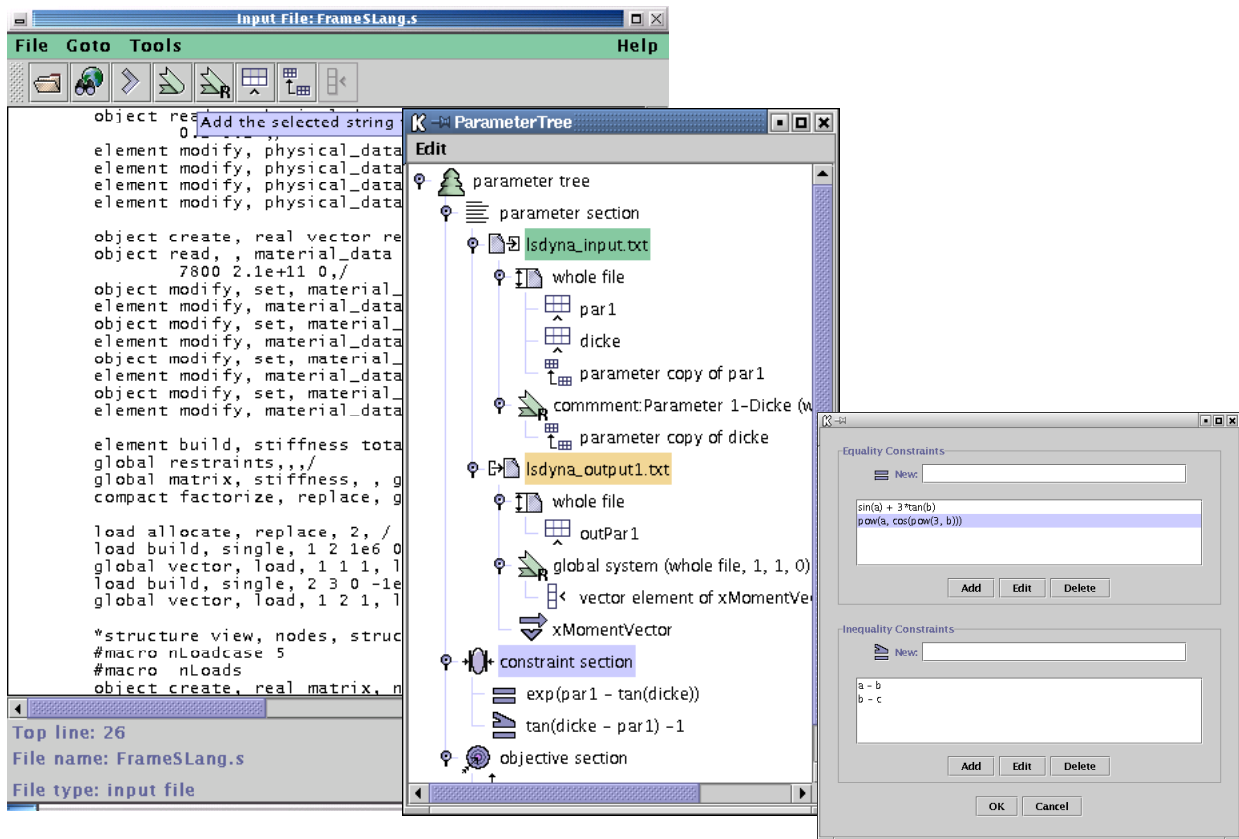 Input File: FrameSLang.s
File Goto Tools Help
Add the selected string
object
element modify, physical_data
element modify, physical_data
element modify, physical_data
element modify, physical_data
object create, real vector re
object read, , material_data
7800 2.1e+11 0,/
object modify, set, material_
element modify, material_data
object modify, set, material_
element modify, material_data
object modify, set, material_
element modify, material_data
object modify, set, material_
element modify, material_data
element build, stiffness tota
global restraints,,,/
global matrix, stiffness, , g
compact factorize, replace, g
load allocate, replace, 2, /
load build, single, 1 2 1e6 0
global vector, load, 1 1 1, l
load build, single, 2 3 0 -1e
global vector, load, 1 2 1, l
*structure view, nodes, struc
#macro nLoadcase 5
#macro nLoads
object create, real matrix, n
Top line: 26
File name: FrameSLang.s
File type: input file
ParameterTree
Edit
parameter tree
parameter section
lsdyna_input.txt
whole file
par1
dicke
parameter copy of par1
commment:Parameter 1-Dicke (w
parameter copy of dicke
lsdyna_output1.txt
whole file
outPar1
global system (whole file, 1, 1, 0)
vector element of xMomentVe
xMomentVector
constraint section
exp(par1 - tan(dicke))
tan(dicke - par1) -1
objective section
Equality Constraints
New:
sin(a) + 3*tan(b)
pow(a, cos(pow(3, b)))
Add Edit Delete
Inequality Constraints
New:
a - b
b - c
Add Edit Delete
OK Cancel